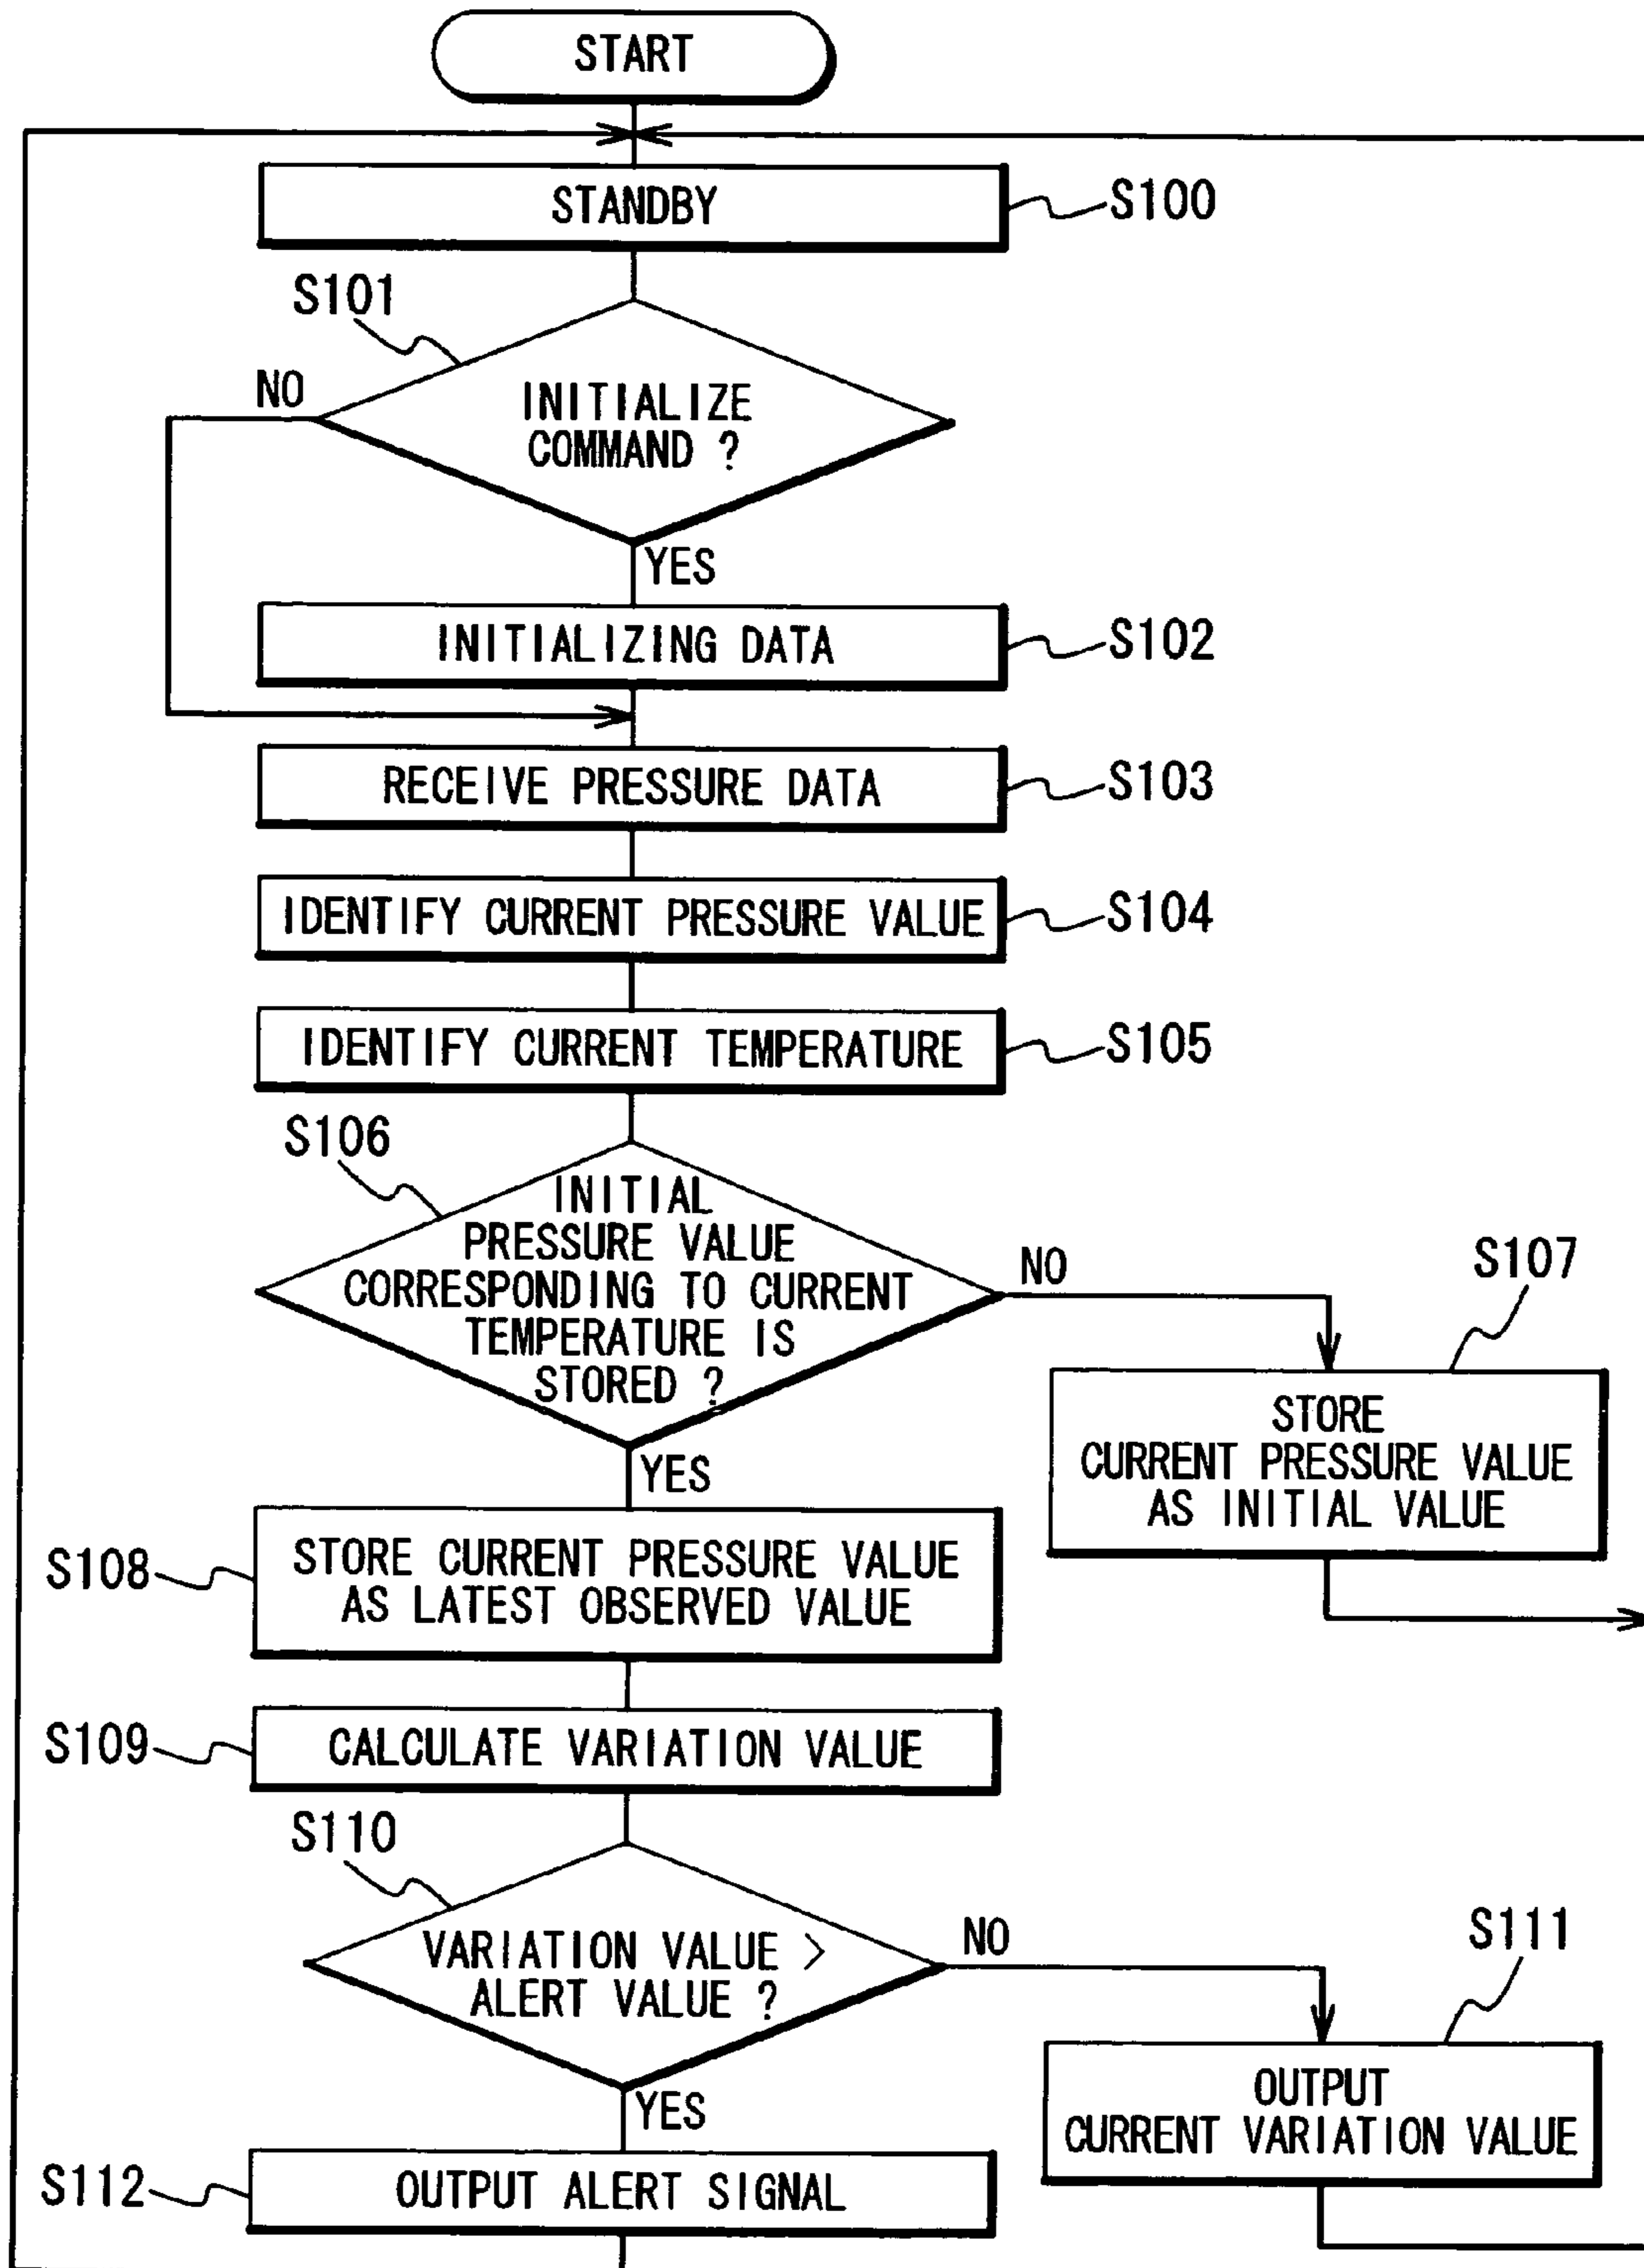 START
STANDBY
S100
S101
NO
INITIALIZE
COMMAND ?
YES
INITIALIZING DATA
S102
RECEIVE PRESSURE DATA
S103
IDENTIFY CURRENT PRESSURE VALUE
S104
IDENTIFY CURRENT TEMPERATURE
S105
S106
INITIAL
PRESSURE VALUE
CORRESPONDING TO CURRENT
TEMPERATURE IS
STORED ?
NO
S107
STORE
CURRENT PRESSURE VALUE
AS INITIAL VALUE
YES
S108
STORE CURRENT PRESSURE VALUE
AS LATEST OBSERVED VALUE
S109
CALCULATE VARIATION VALUE
S110
VARIATION VALUE >
ALERT VALUE ?
NO
S111
OUTPUT
CURRENT VARIATION VALUE
YES
S112
OUTPUT ALERT SIGNAL